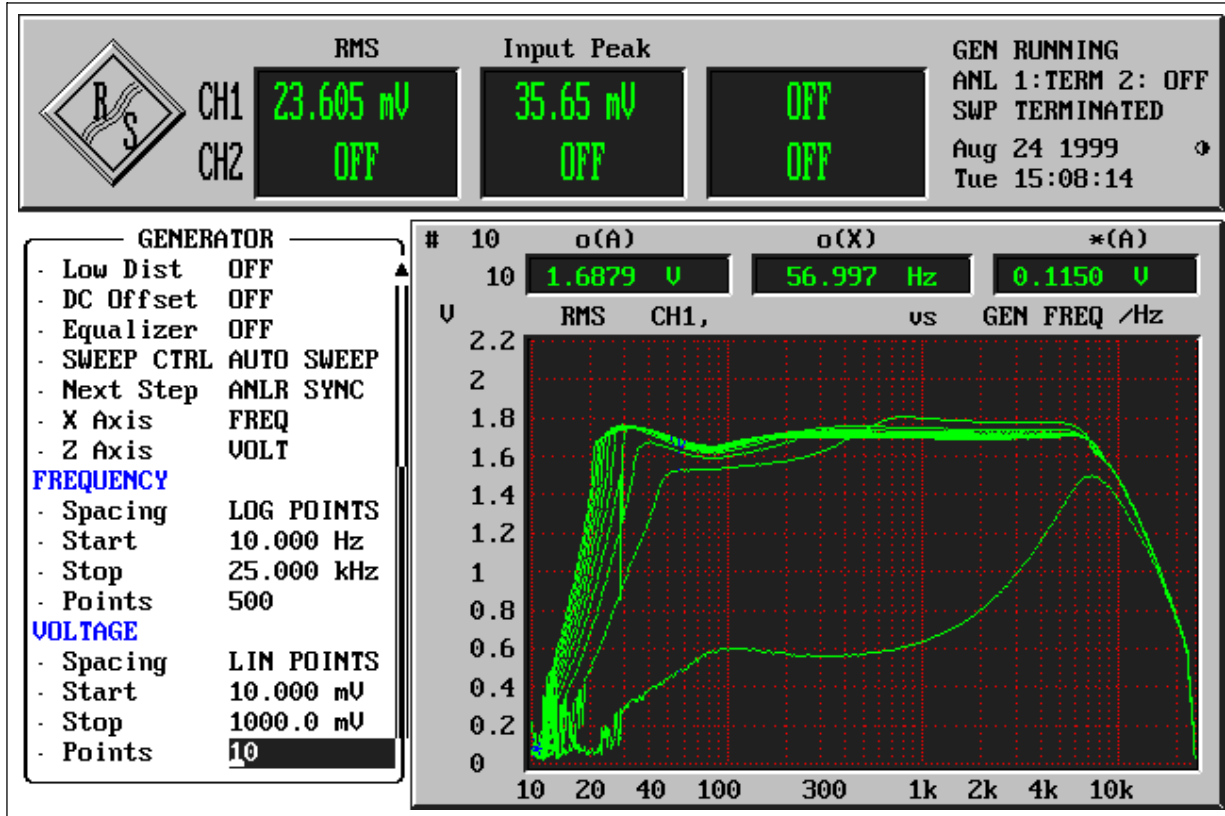 RMS Input Peak
R S
CH1 23.605 mV 35.65 mV OFF
CH2 OFF OFF OFF
GEN RUNNING
ANL 1:TERM 2: OFF
SWP TERMINATED
Aug 24 1999
Tue 15:08:14
GENERATOR
· Low Dist OFF
· DC Offset OFF
· Equalizer OFF
· SWEEP CTRL AUTO SWEEP
· Next Step ANLR SYNC
· X Axis FREQ
· Z Axis VOLT
FREQUENCY
· Spacing LOG POINTS
· Start 10.000 Hz
· Stop 25.000 kHz
· Points 500
VOLTAGE
· Spacing LIN POINTS
· Start 10.000 mV
· Stop 1000.0 mV
· Points 10
# 10 o(A) o(X) *(A)
10 1.6879 V 56.997 Hz 0.1150 V
V RMS CH1, vs GEN FREQ /Hz
2.2
2
1.8
1.6
1.4
1.2
1
0.8
0.6
0.4
0.2
0
10 20 40 100 300 1k 2k 4k 10k